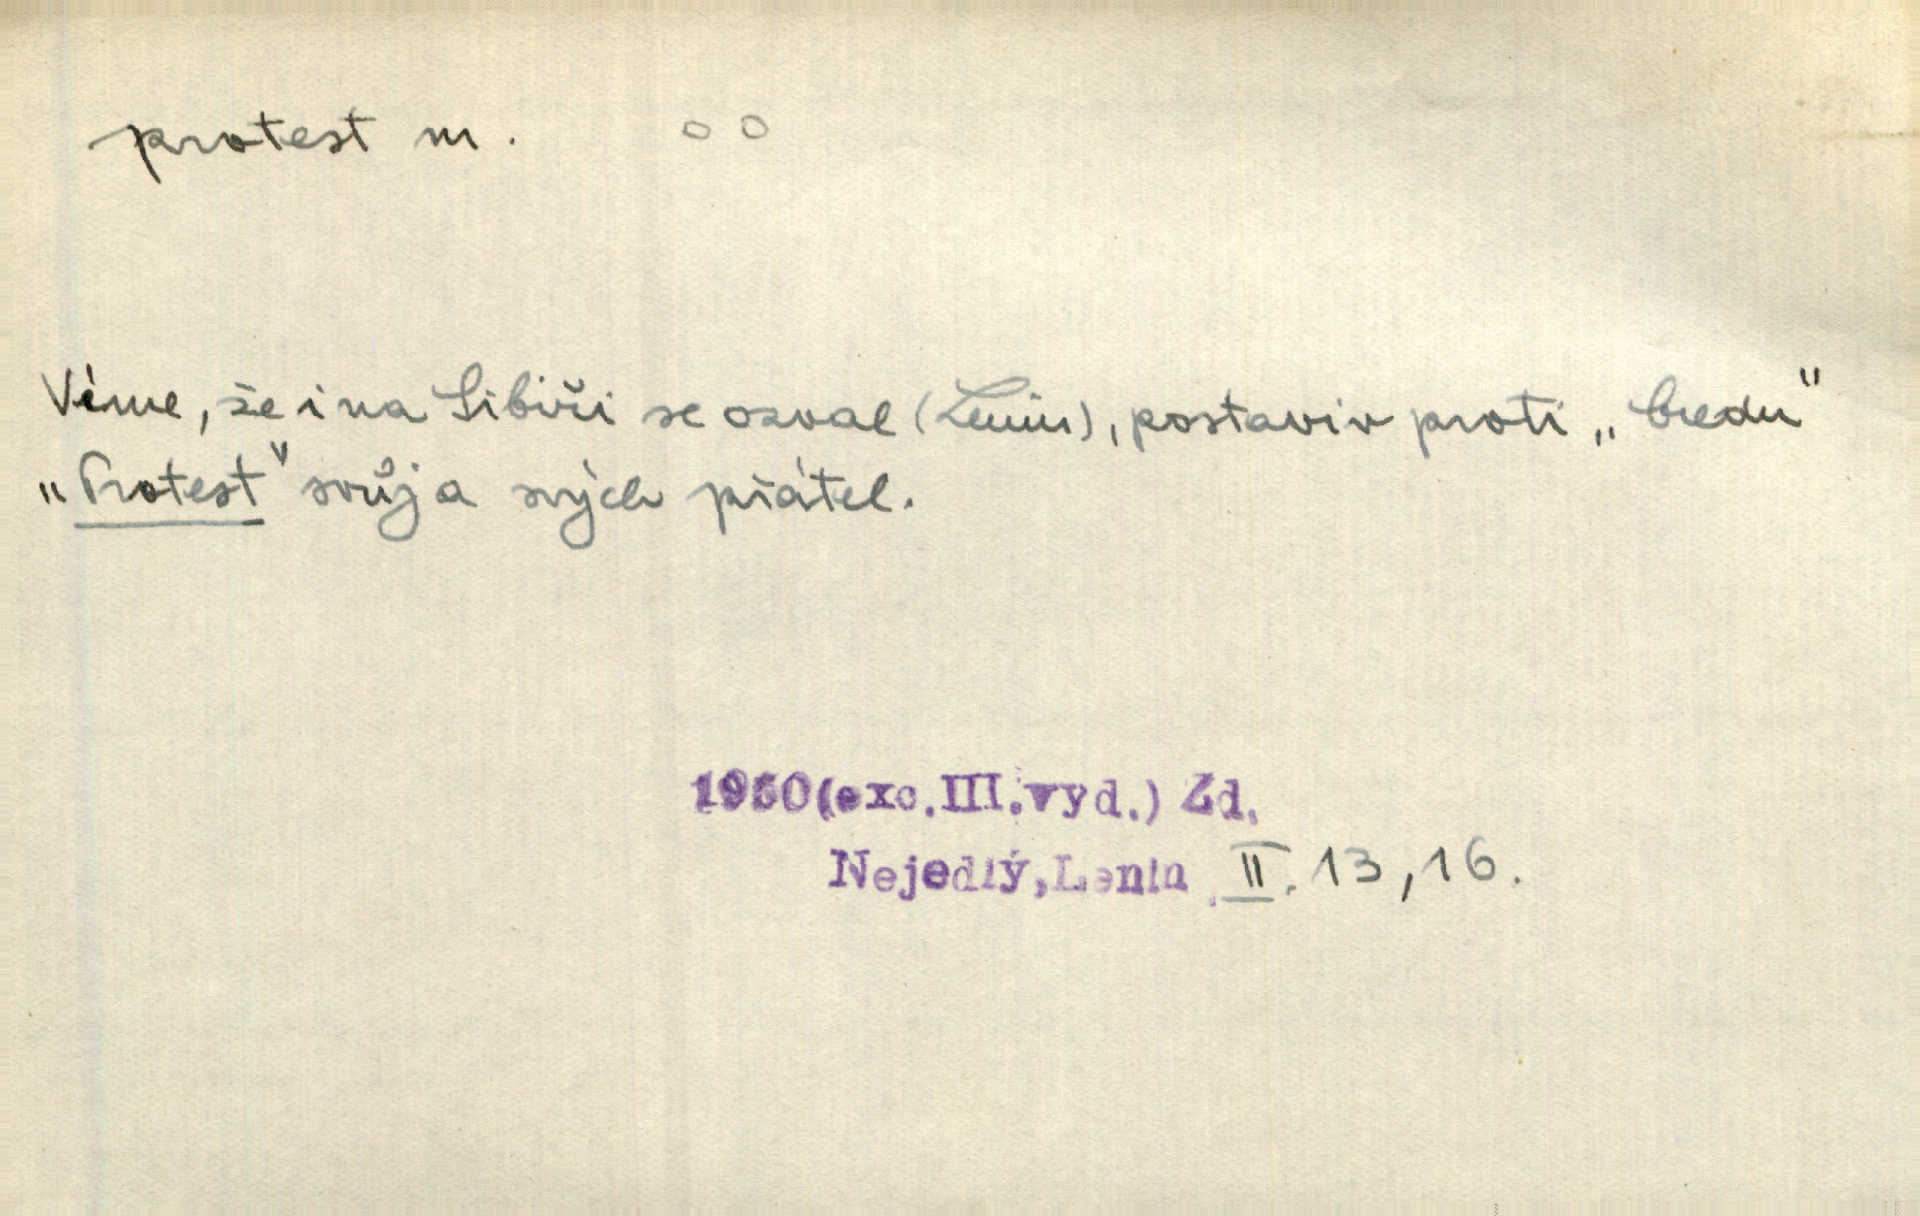 protest m. o o
Víme, že i na Sibiři se ozval (Lenin), postaviv proti „Credu"
„Protest" svůj a svých přátel.
1950(exc.III.vyd.) Zd.
Nejedlý,Lenin II. 13, 16.